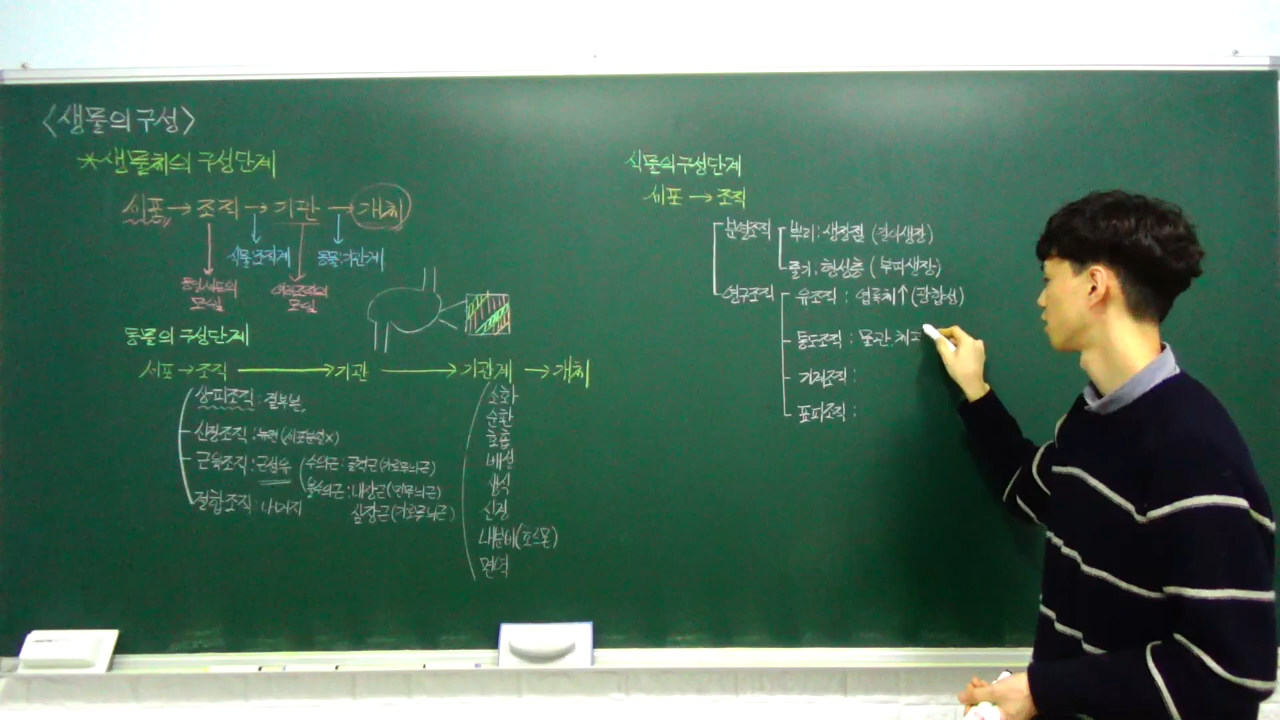 <생물의 구성>
*생물체의 구성단계
세포 → 조직 → 기관 → 개체
식물:조직계 동물:기관계
동일세포의 모임
여러조직의 모임
동물의 구성단계
세포 → 조직 → 기관 → 기관계 → 개체
상피조직 :
신경조직 : 뉴런(세포분열x)
근육조직 : 근섬유
수의근 : 골격근(가로무늬근)
불수의근 : 내장근(민무늬근)
심장근(가로무늬근)
결합조직 : 나머지
소화
순환
호흡
배설
생식
신경
내분비(호르몬)
면역
식물의 구성단계
세포 → 조직
분열조직
뿌리 : 생장점 (길이생장)
줄기 : 형성층 (부피생장)
영구조직
유조직 : 엽록체↑(광합성)
통도조직 : 물관, 체관
기계조직 :
표피조직 :